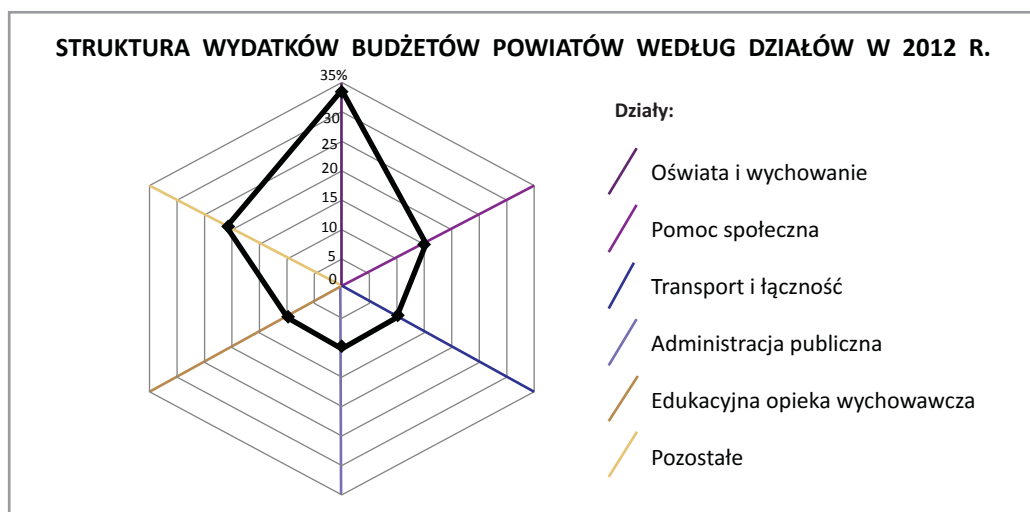 STRUKTURA WYDATKÓW BUDŻETÓW POWIATÓW WEDŁUG DZIAŁÓW W 2012 R.
35%
30
25
20
15
10
5
0
Działy:
Oświata i wychowanie
Pomoc społeczna
Transport i łączność
Administracja publiczna
Edukacyjna opieka wychowawcza
Pozostałe